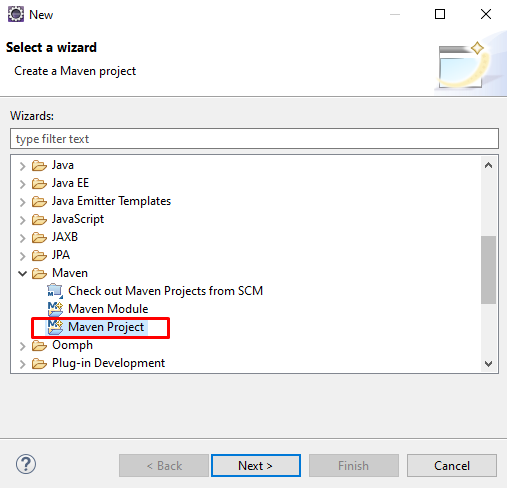 New
Select a wizard
Create a Maven project
Wizards:
type filter text
Java
Java EE
Java Emitter Templates
JavaScript
JAXB
JPA
Maven
Check out Maven Projects from SCM
Maven Module
Maven Project
Oomph
Plug-in Development
? < Back Next > Finish Cancel